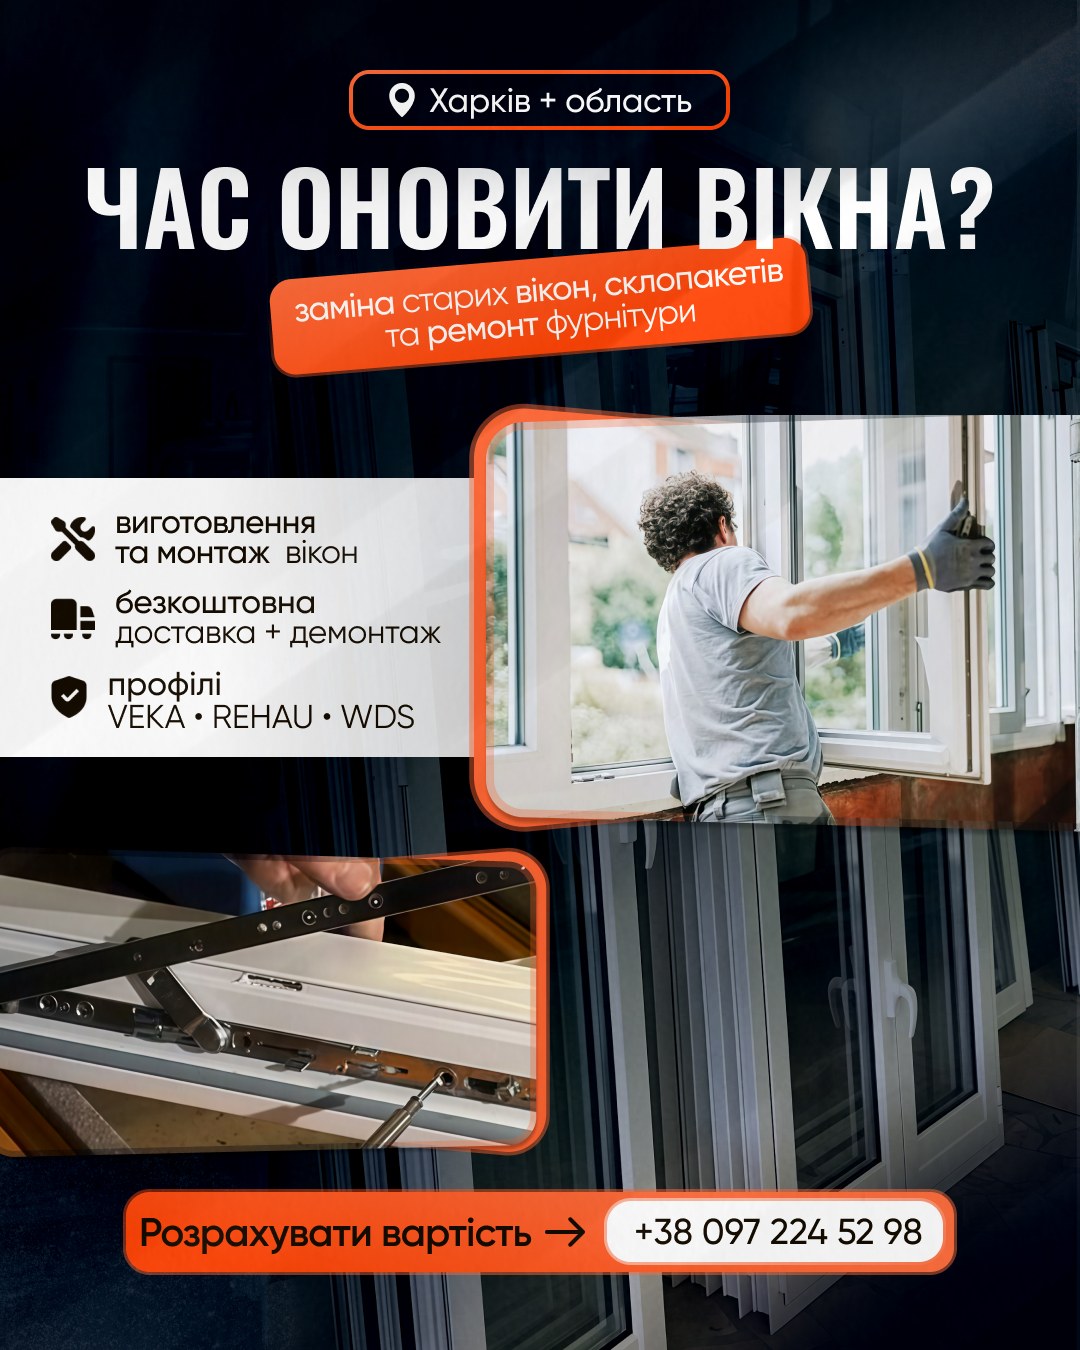 Харків + область
ЧАС ОНОВИТИ ВІКНА?
заміна старих вікон, склопакетів
та ремонт фурнітури
виготовлення
та монтаж вікон
безкоштовна
доставка + демонтаж
профілі
VEKA • REHAU • WDS
Розрахувати вартість → +38 097 224 52 98